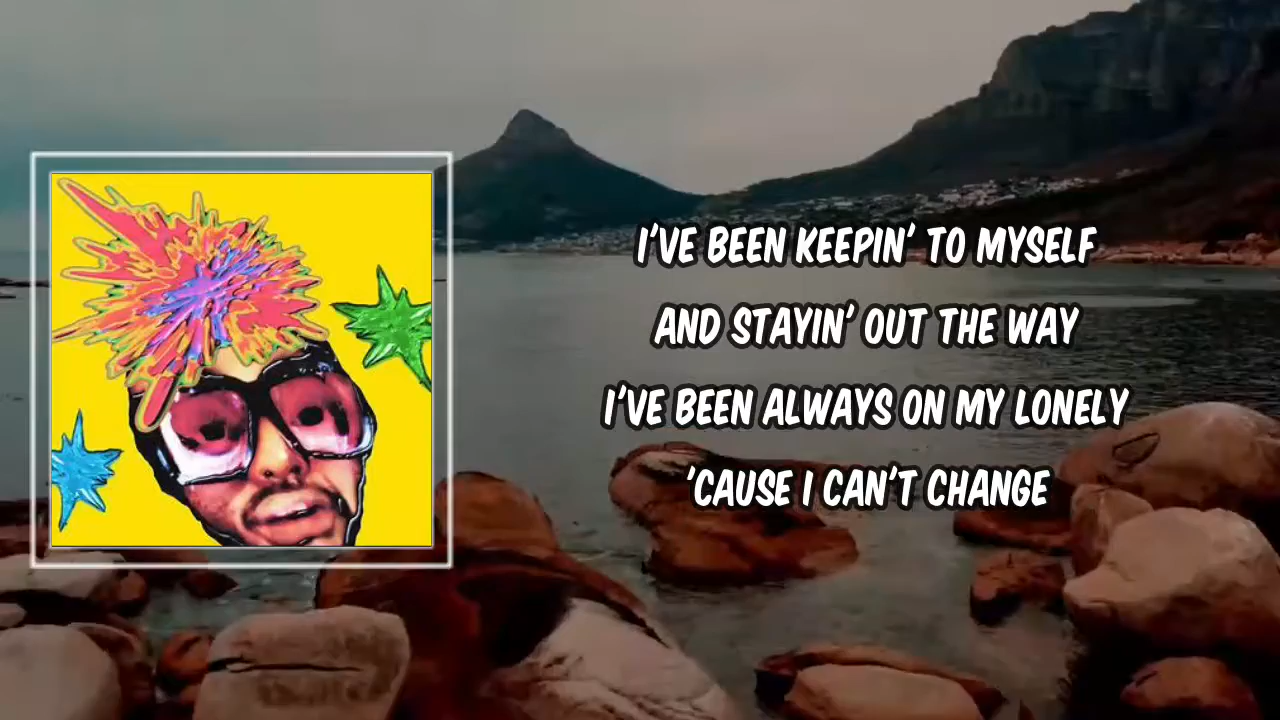 I'VE BEEN KEEPIN' TO MYSELF
AND STAYIN' OUT THE WAY
I'VE BEEN ALWAYS ON MY LONELY
'CAUSE I CAN'T CHANGE